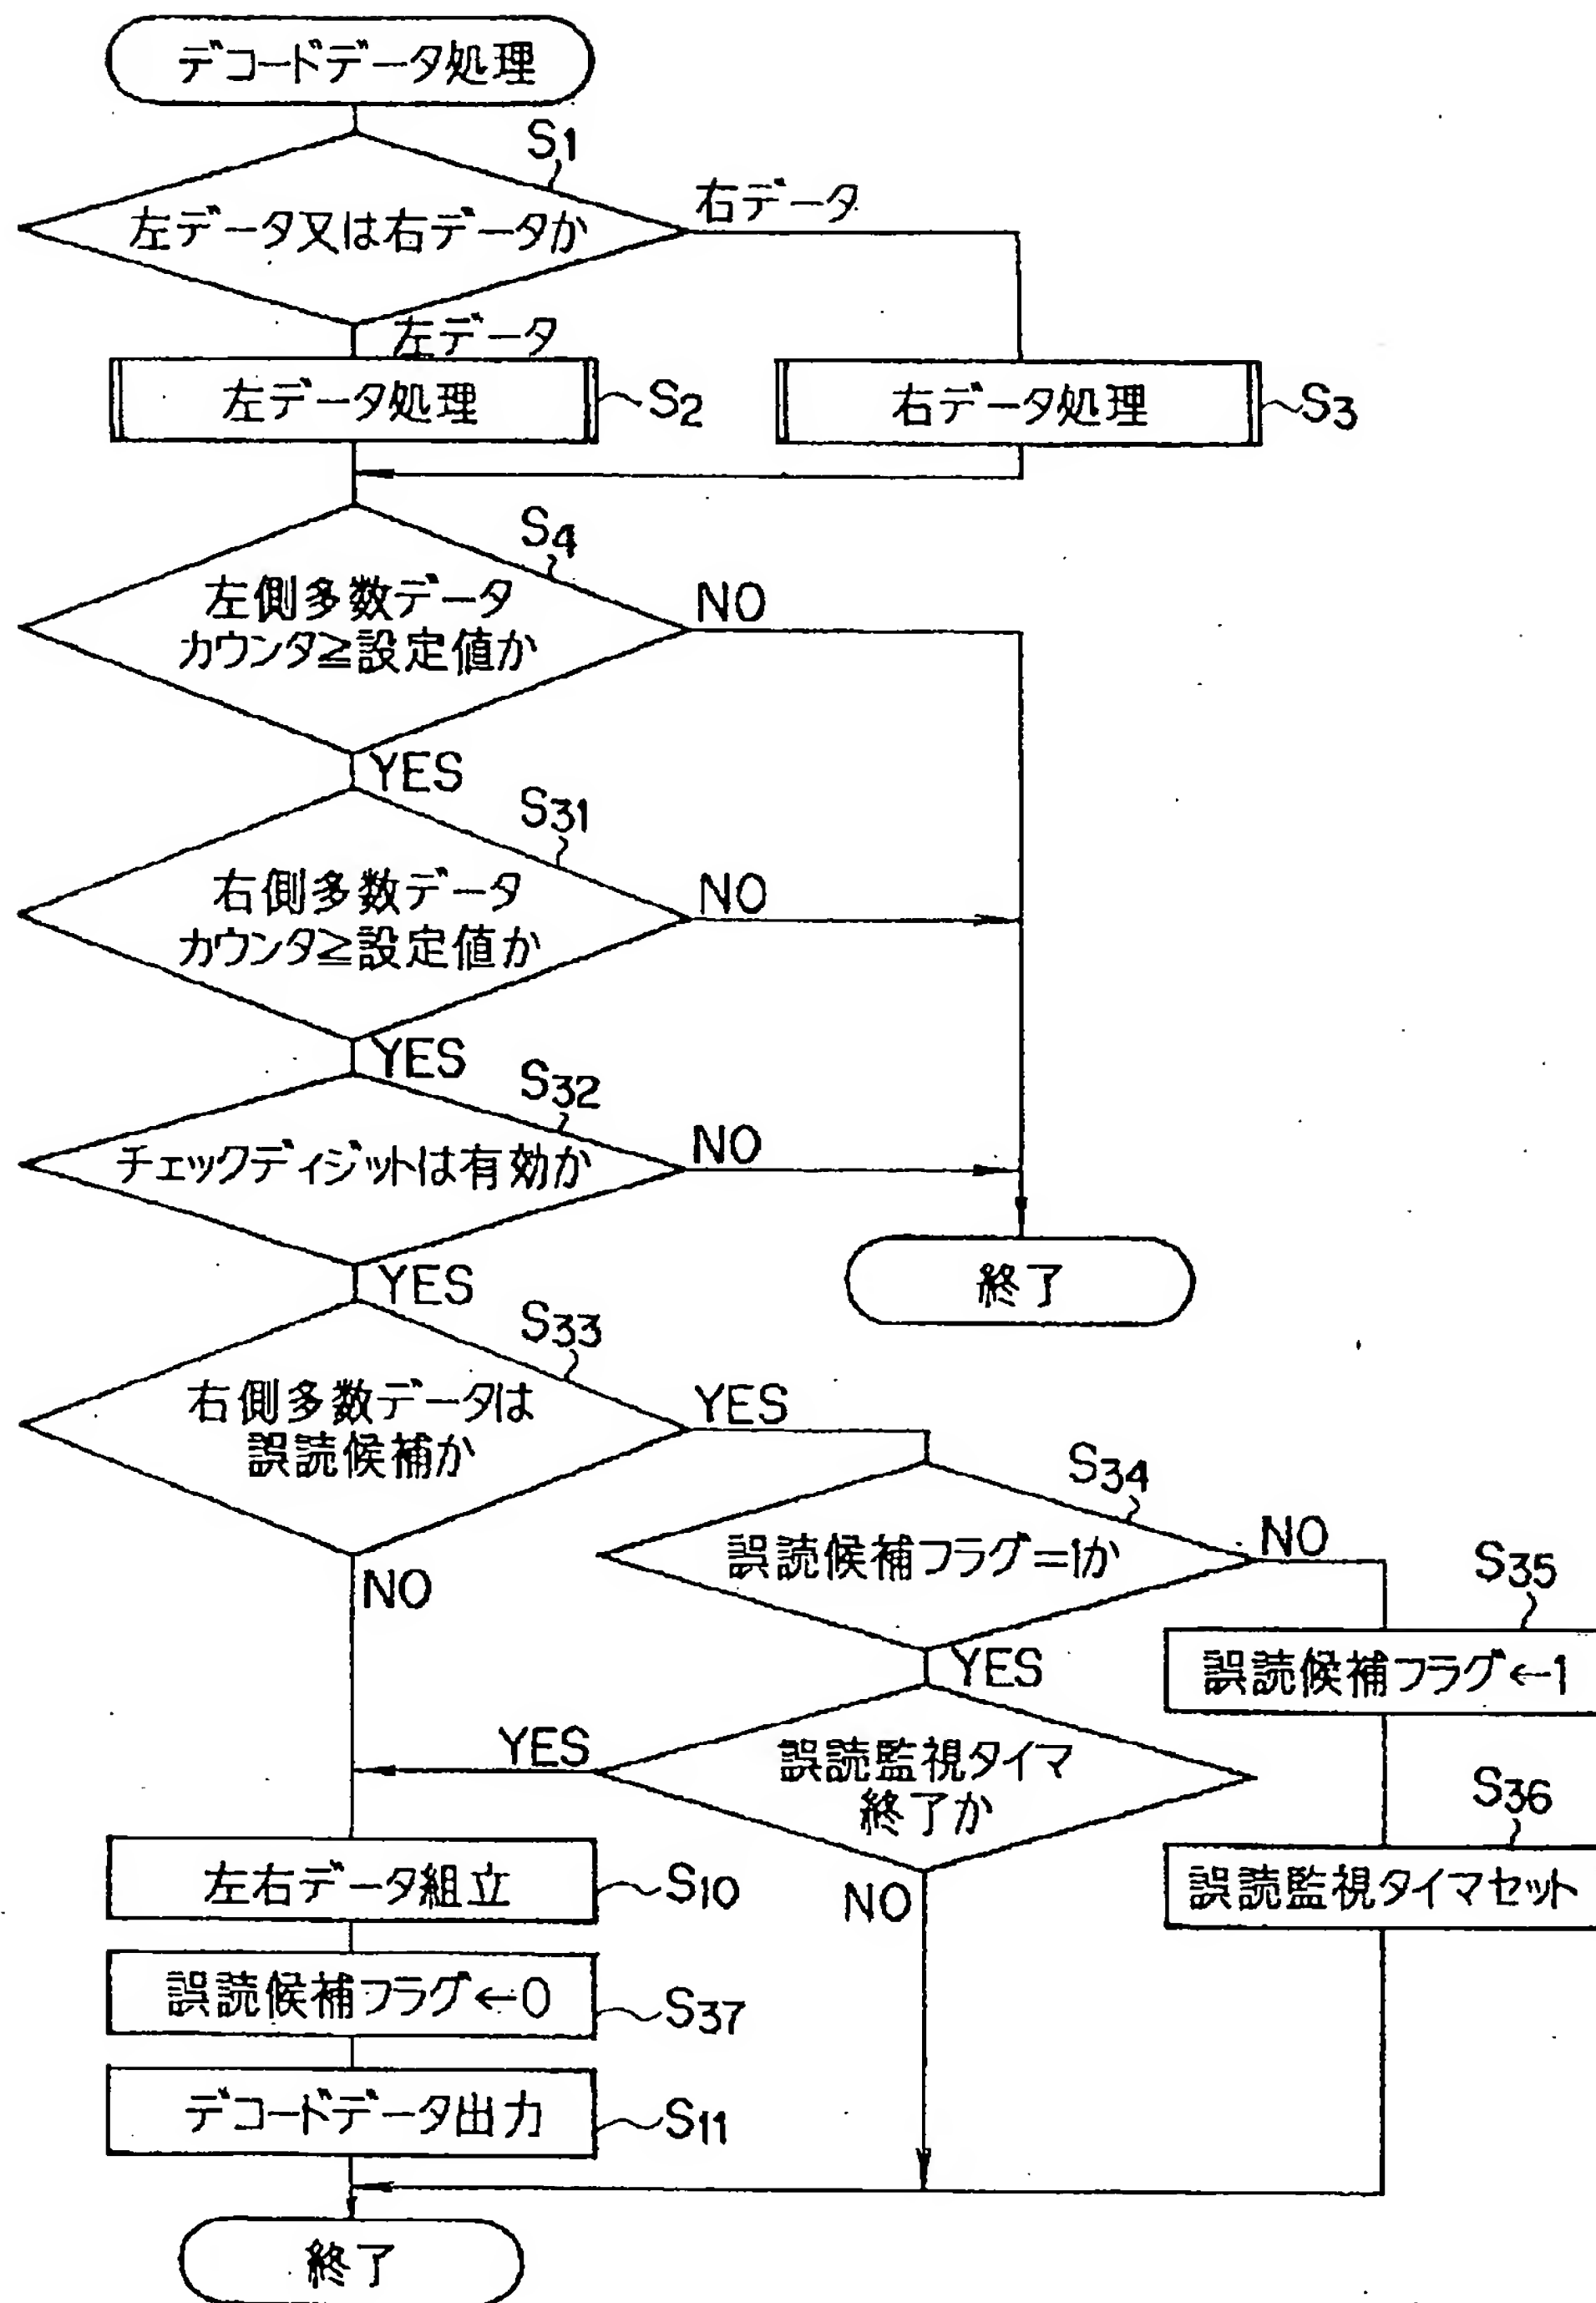 デコードデータ処理
S1
左データ又は右データか
右データ
左データ
左データ処理
S2
右データ処理
S3
S4
左側多数データ
カウンタ≧設定値か
NO
YES
S31
右側多数データ
カウンタ≧設定値か
NO
YES
S32
チェックディジットは有効か
NO
YES
終了
S33
右側多数データは
誤読候補か
YES
NO
S34
誤読候補フラグ=1か
NO
YES
S35
誤読候補フラグ←1
誤読監視タイマ
終了か
YES
NO
S36
誤読監視タイマセット
左右データ組立
S10
誤読候補フラグ←0
S37
デコードデータ出力
S11
終了